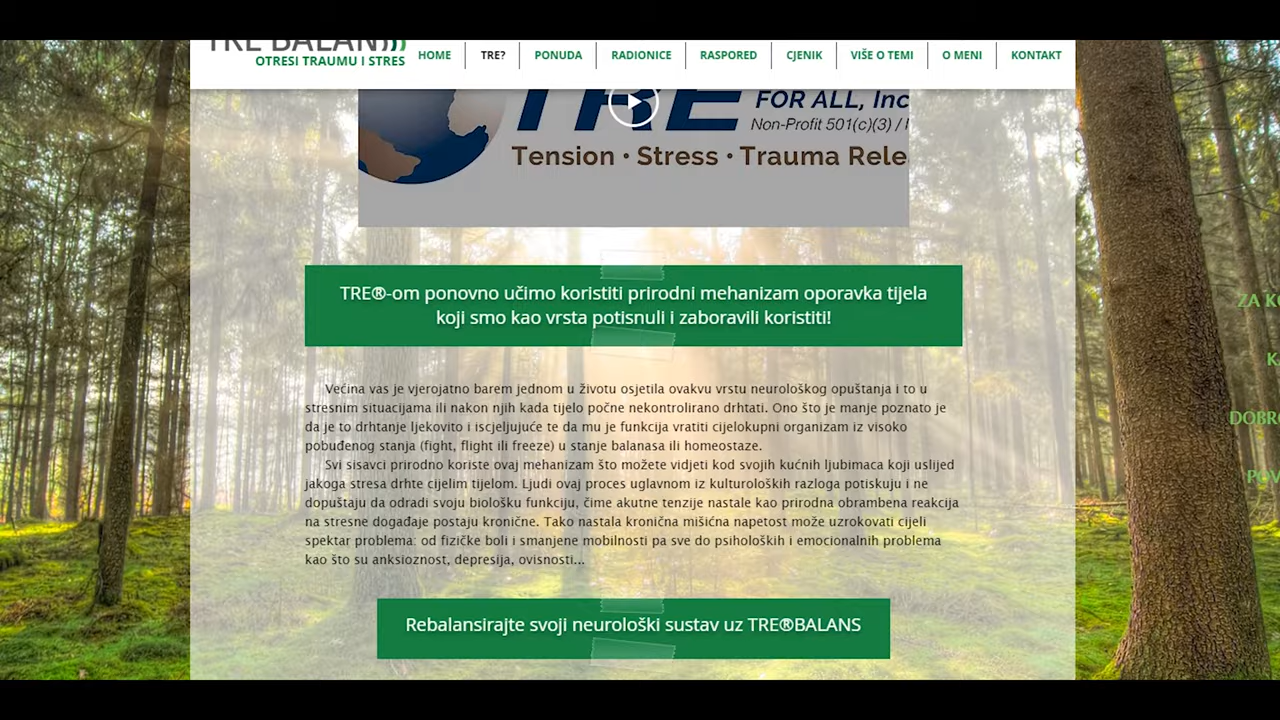 TRE BALAN
OTRESI TRAUMU I STRES
HOME
TRE?
PONUDA
RADIONICE
RASPORED
CJENIK
VIŠE O TEMI
O MENI
KONTAKT
TRE
FOR ALL, Inc
Non-Profit 501(c)(3) /
Tension • Stress • Trauma Rele
TRE®-om ponovno učimo koristiti prirodni mehanizam oporavka tijela
koji smo kao vrsta potisnuli i zaboravili koristiti!
Većina vas je vjerojatno barem jednom u životu osjetila ovakvu vrstu neurološkog opuštanja i to u
stresnim situacijama ili nakon njih kada tijelo počne nekontrolirano drhtati. Ono što je manje poznato je
da je to drhtanje ljekovito i iscjeljujuće te da mu je funkcija vratiti cijelokupni organizam iz visoko
pobuđenog stanja (fight, flight ili freeze) u stanje balanasa ili homeostaze.
Svi sisavci prirodno koriste ovaj mehanizam što možete vidjeti kod svojih kućnih ljubimaca koji uslijed
jakoga stresa drhte cijelim tijelom. Ljudi ovaj proces uglavnom iz kulturoloških razloga potiskuju i ne
dopuštaju da odradi svoju biološku funkciju, čime akutne tenzije nastale kao prirodna obrambena reakcija
na stresne događaje postaju kronične. Tako nastala kronična mišićna napetost može uzrokovati cijeli
spektar problema: od fizičke boli i smanjene mobilnosti pa sve do psiholoških i emocionalnih problema
kao što su anksioznost, depresija, ovisnosti...
Rebalansirajte svoji neurološki sustav uz TRE®BALANS
ZA K
K
DOBRO
POV